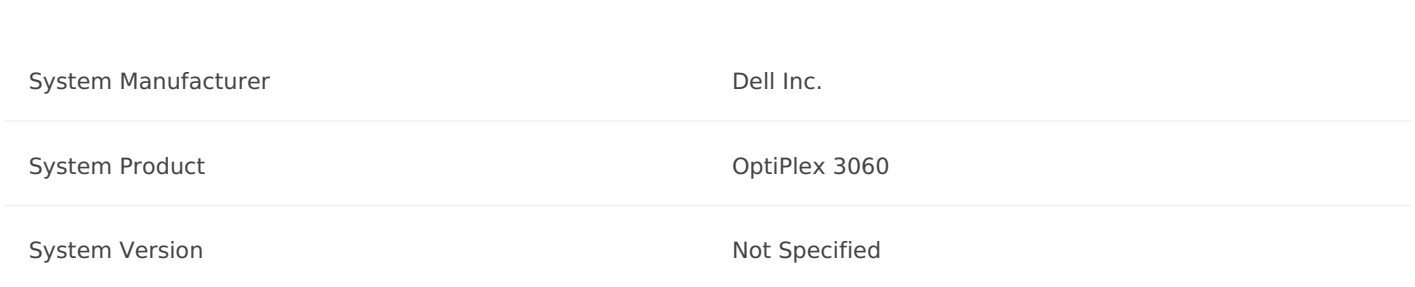 System Manufacturer Dell Inc.
System Product OptiPlex 3060
System Version Not Specified